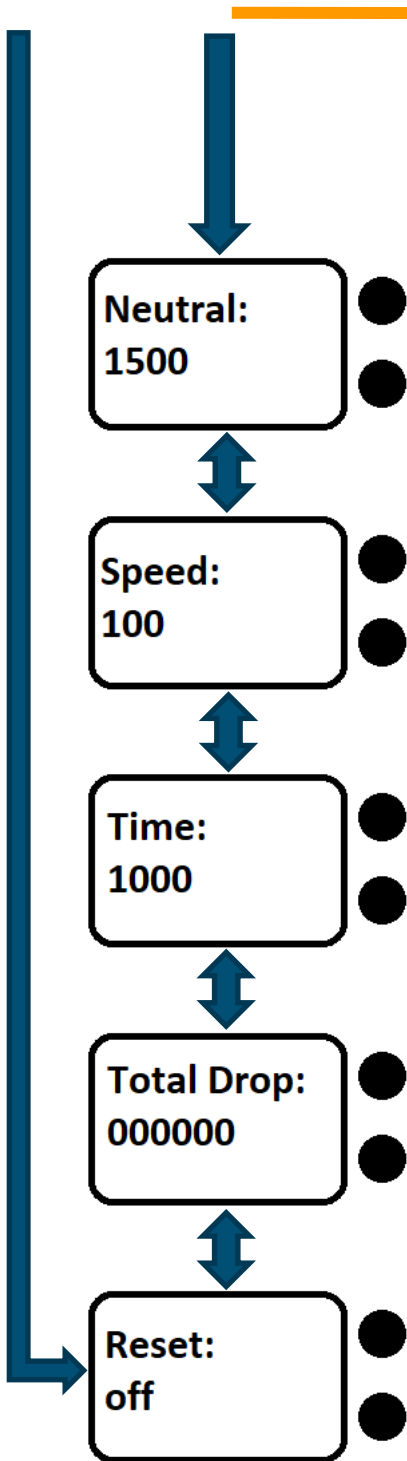 Neutral:
1500
Speed:
100
Time:
1000
Total Drop:
000000
Reset:
off